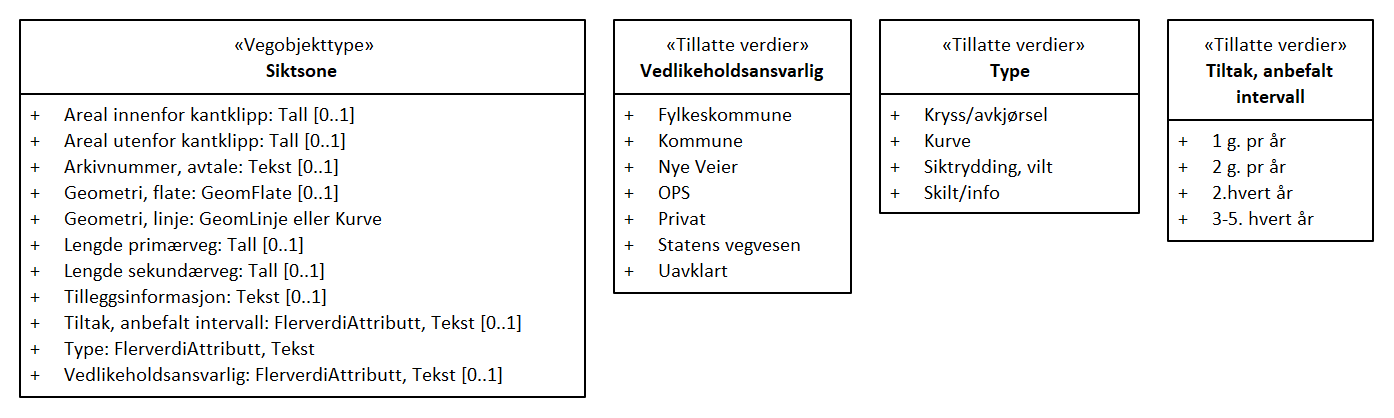 «Vegobjekttype»
Siktsone
+ Areal innenfor kantklipp: Tall [0..1]
+ Areal utenfor kantklipp: Tall [0..1]
+ Arkivnummer, avtale: Tekst [0..1]
+ Geometri, flate: GeomFlate [0..1]
+ Geometri, linje: GeomLinje eller Kurve
+ Lengde primærveg: Tall [0..1]
+ Lengde sekundærveg: Tall [0..1]
+ Tilleggsinformasjon: Tekst [0..1]
+ Tiltak, anbefalt intervall: FlerverdiAttributt, Tekst [0..1]
+ Type: FlerverdiAttributt, Tekst
+ Vedlikeholdsansvarlig: FlerverdiAttributt, Tekst [0..1]
«Tillatte verdier»
Vedlikeholdsansvarlig
+ Fylkeskommune
+ Kommune
+ Nye Veier
+ OPS
+ Privat
+ Statens vegvesen
+ Uavklart
«Tillatte verdier»
Type
+ Kryss/avkjørsel
+ Kurve
+ Siktrydding, vilt
+ Skilt/info
«Tillatte verdier»
Tiltak, anbefalt
intervall
+ 1 g. pr år
+ 2 g. pr år
+ 2.hvert år
+ 3-5. hvert år